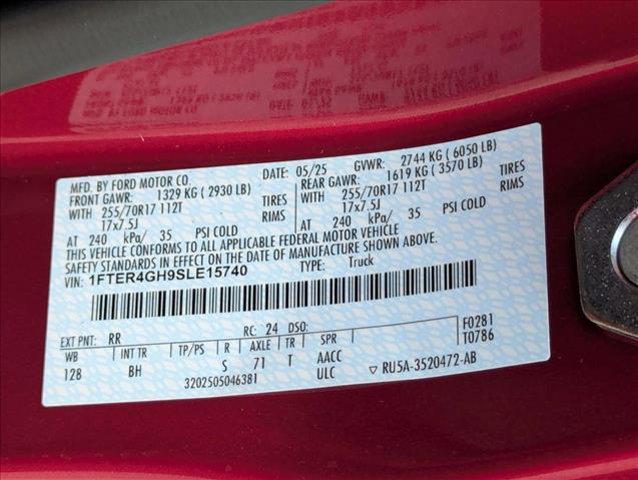 MFD. BY FORD MOTOR CO. DATE: 05/25 GVWR: 2744 KG ( 6050 LB)
FRONT GAWR: 1329 KG ( 2930 LB) REAR GAWR: 1619 KG ( 3570 LB)
WITH 255/70R17 112T TIRES WITH 255/70R17 112T TIRES
17x7.5J RIMS 17x7.5J RIMS
AT 240 kPa/ 35 PSI COLD AT 240 kPa/ 35 PSI COLD
THIS VEHICLE CONFORMS TO ALL APPLICABLE FEDERAL MOTOR VEHICLE
SAFETY STANDARDS IN EFFECT ON THE DATE OF MANUFACTURE SHOWN ABOVE.
VIN: 1FTER4GH9SLE15740 TYPE: Truck
EXT PNT: RR RC: 24 DSO: F0281
WB INT TR TP/PS R AXLE TR SPR T0786
128 BH S 71 T AACC
3202505046381 ULC ▽ RU5A-3520472-AB